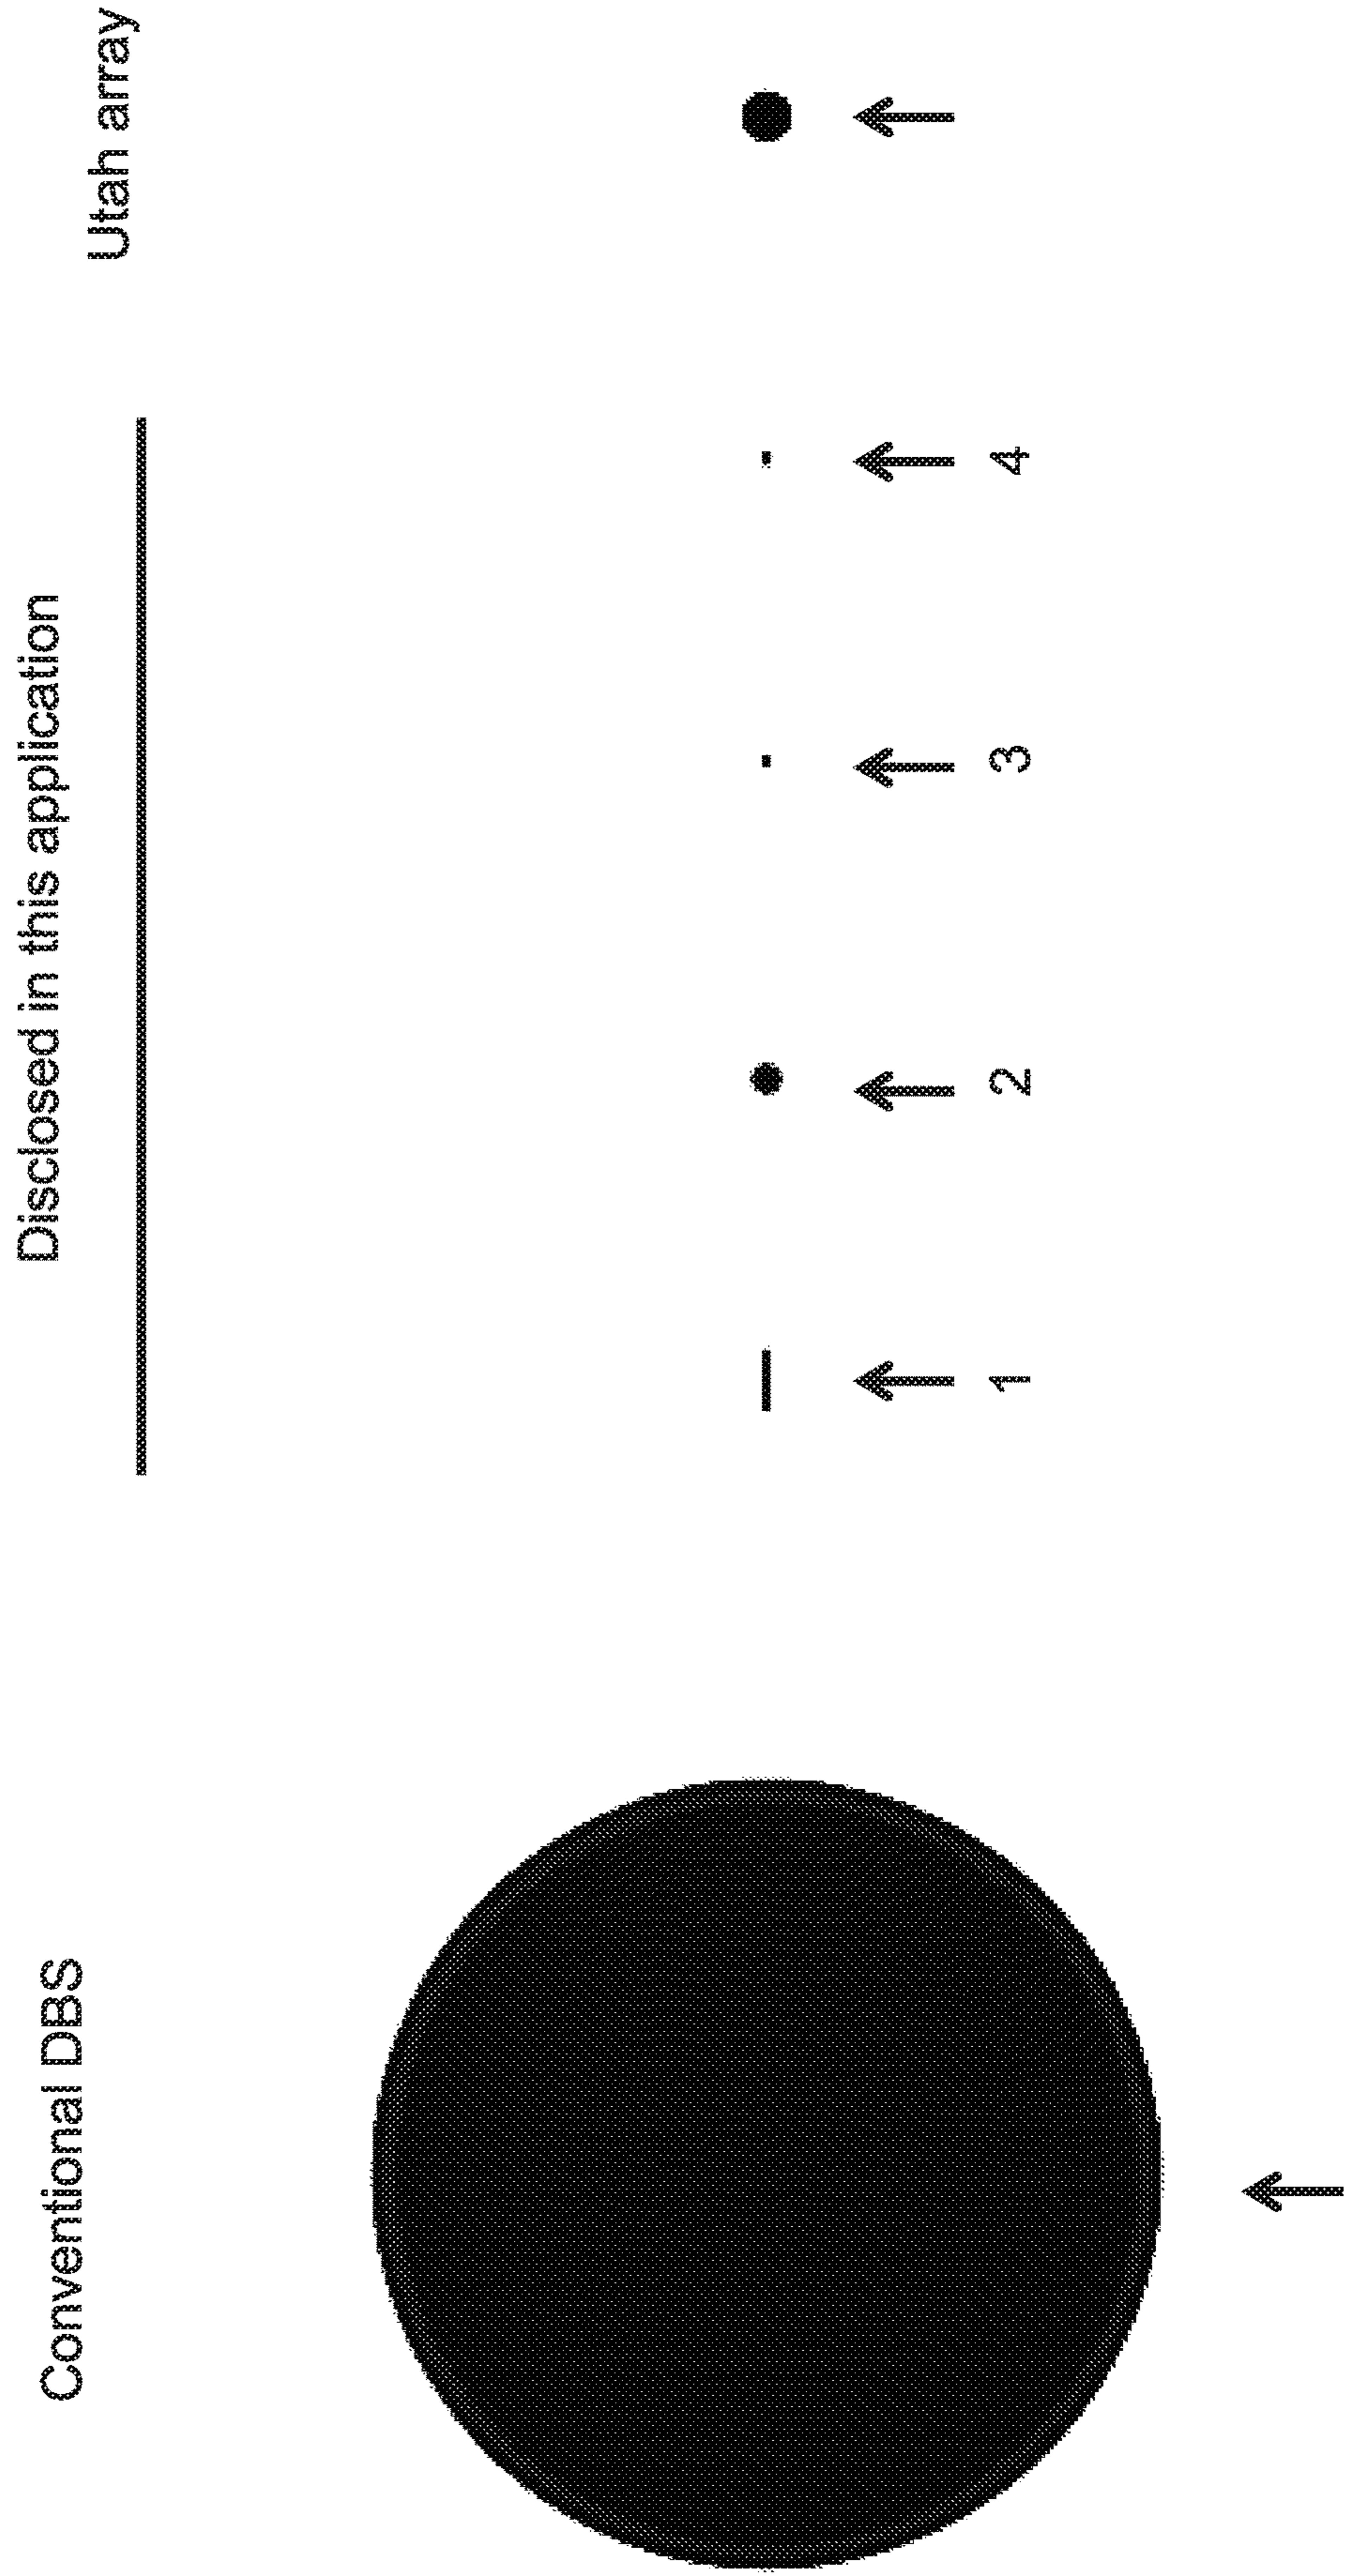 Conventional DBS
Disclosed in this application
Utah array
1
2
3
4